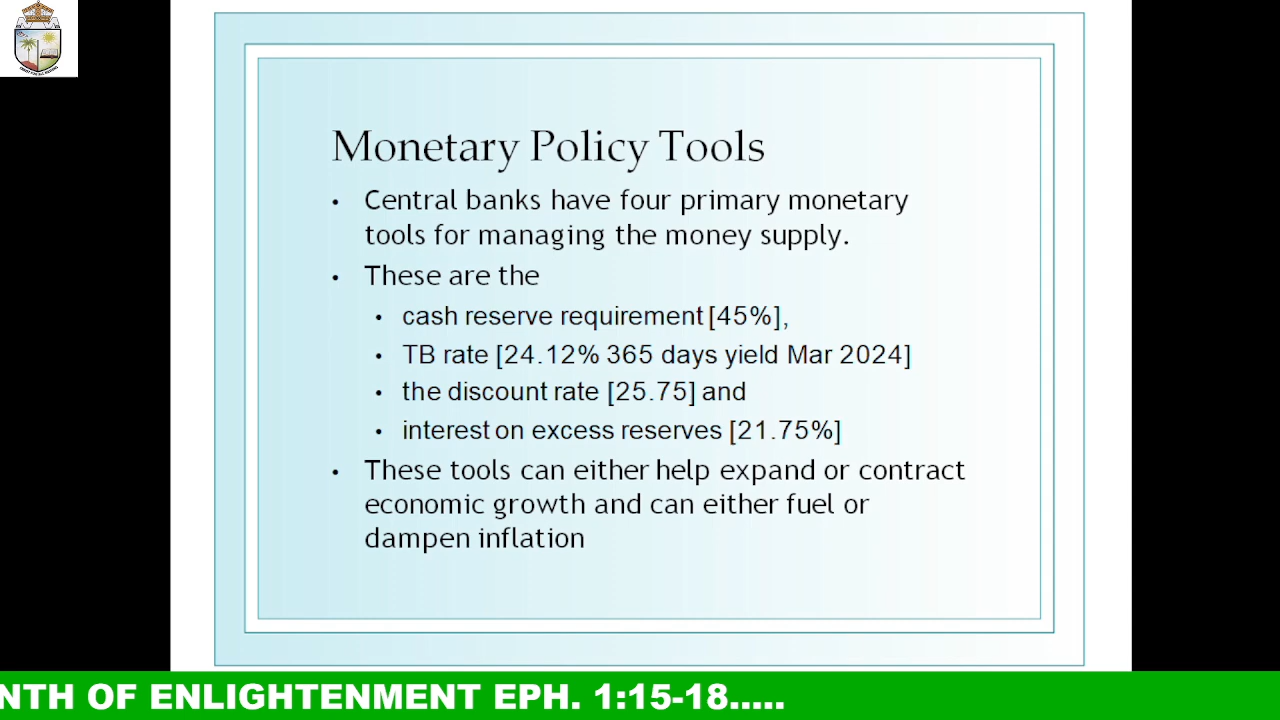 Monetary Policy Tools
• Central banks have four primary monetary
tools for managing the money supply.
• These are the
• cash reserve requirement [45%],
• TB rate [24.12% 365 days yield Mar 2024]
• the discount rate [25.75] and
• interest on excess reserves [21.75%]
• These tools can either help expand or contract
economic growth and can either fuel or
dampen inflation
NTH OF ENLIGHTENMENT EPH. 1:15-18.....